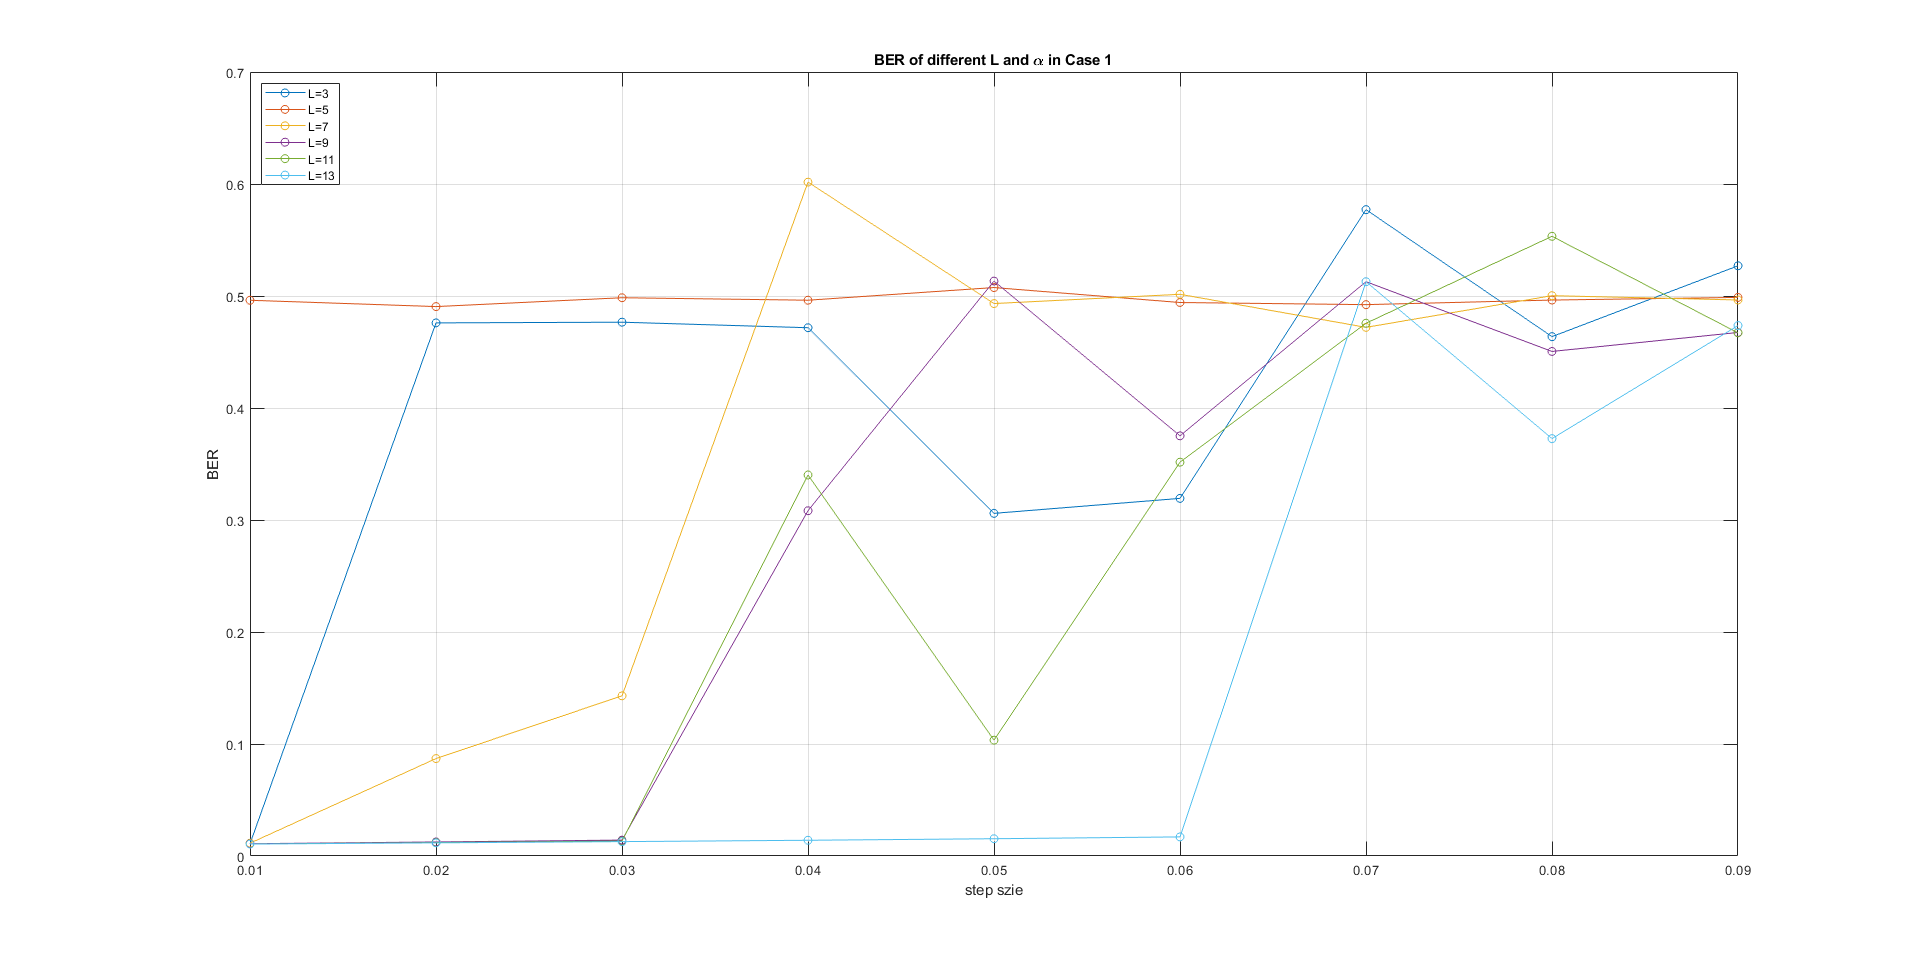 BER of different L and α in Case 1
0.7
0.6
0.5
0.4
0.3
0.2
0.1
0
BER
L=3
L=5
L=7
L=9
L=11
L=13
0.01 0.02 0.03 0.04 0.05 0.06 0.07 0.08 0.09
step szie